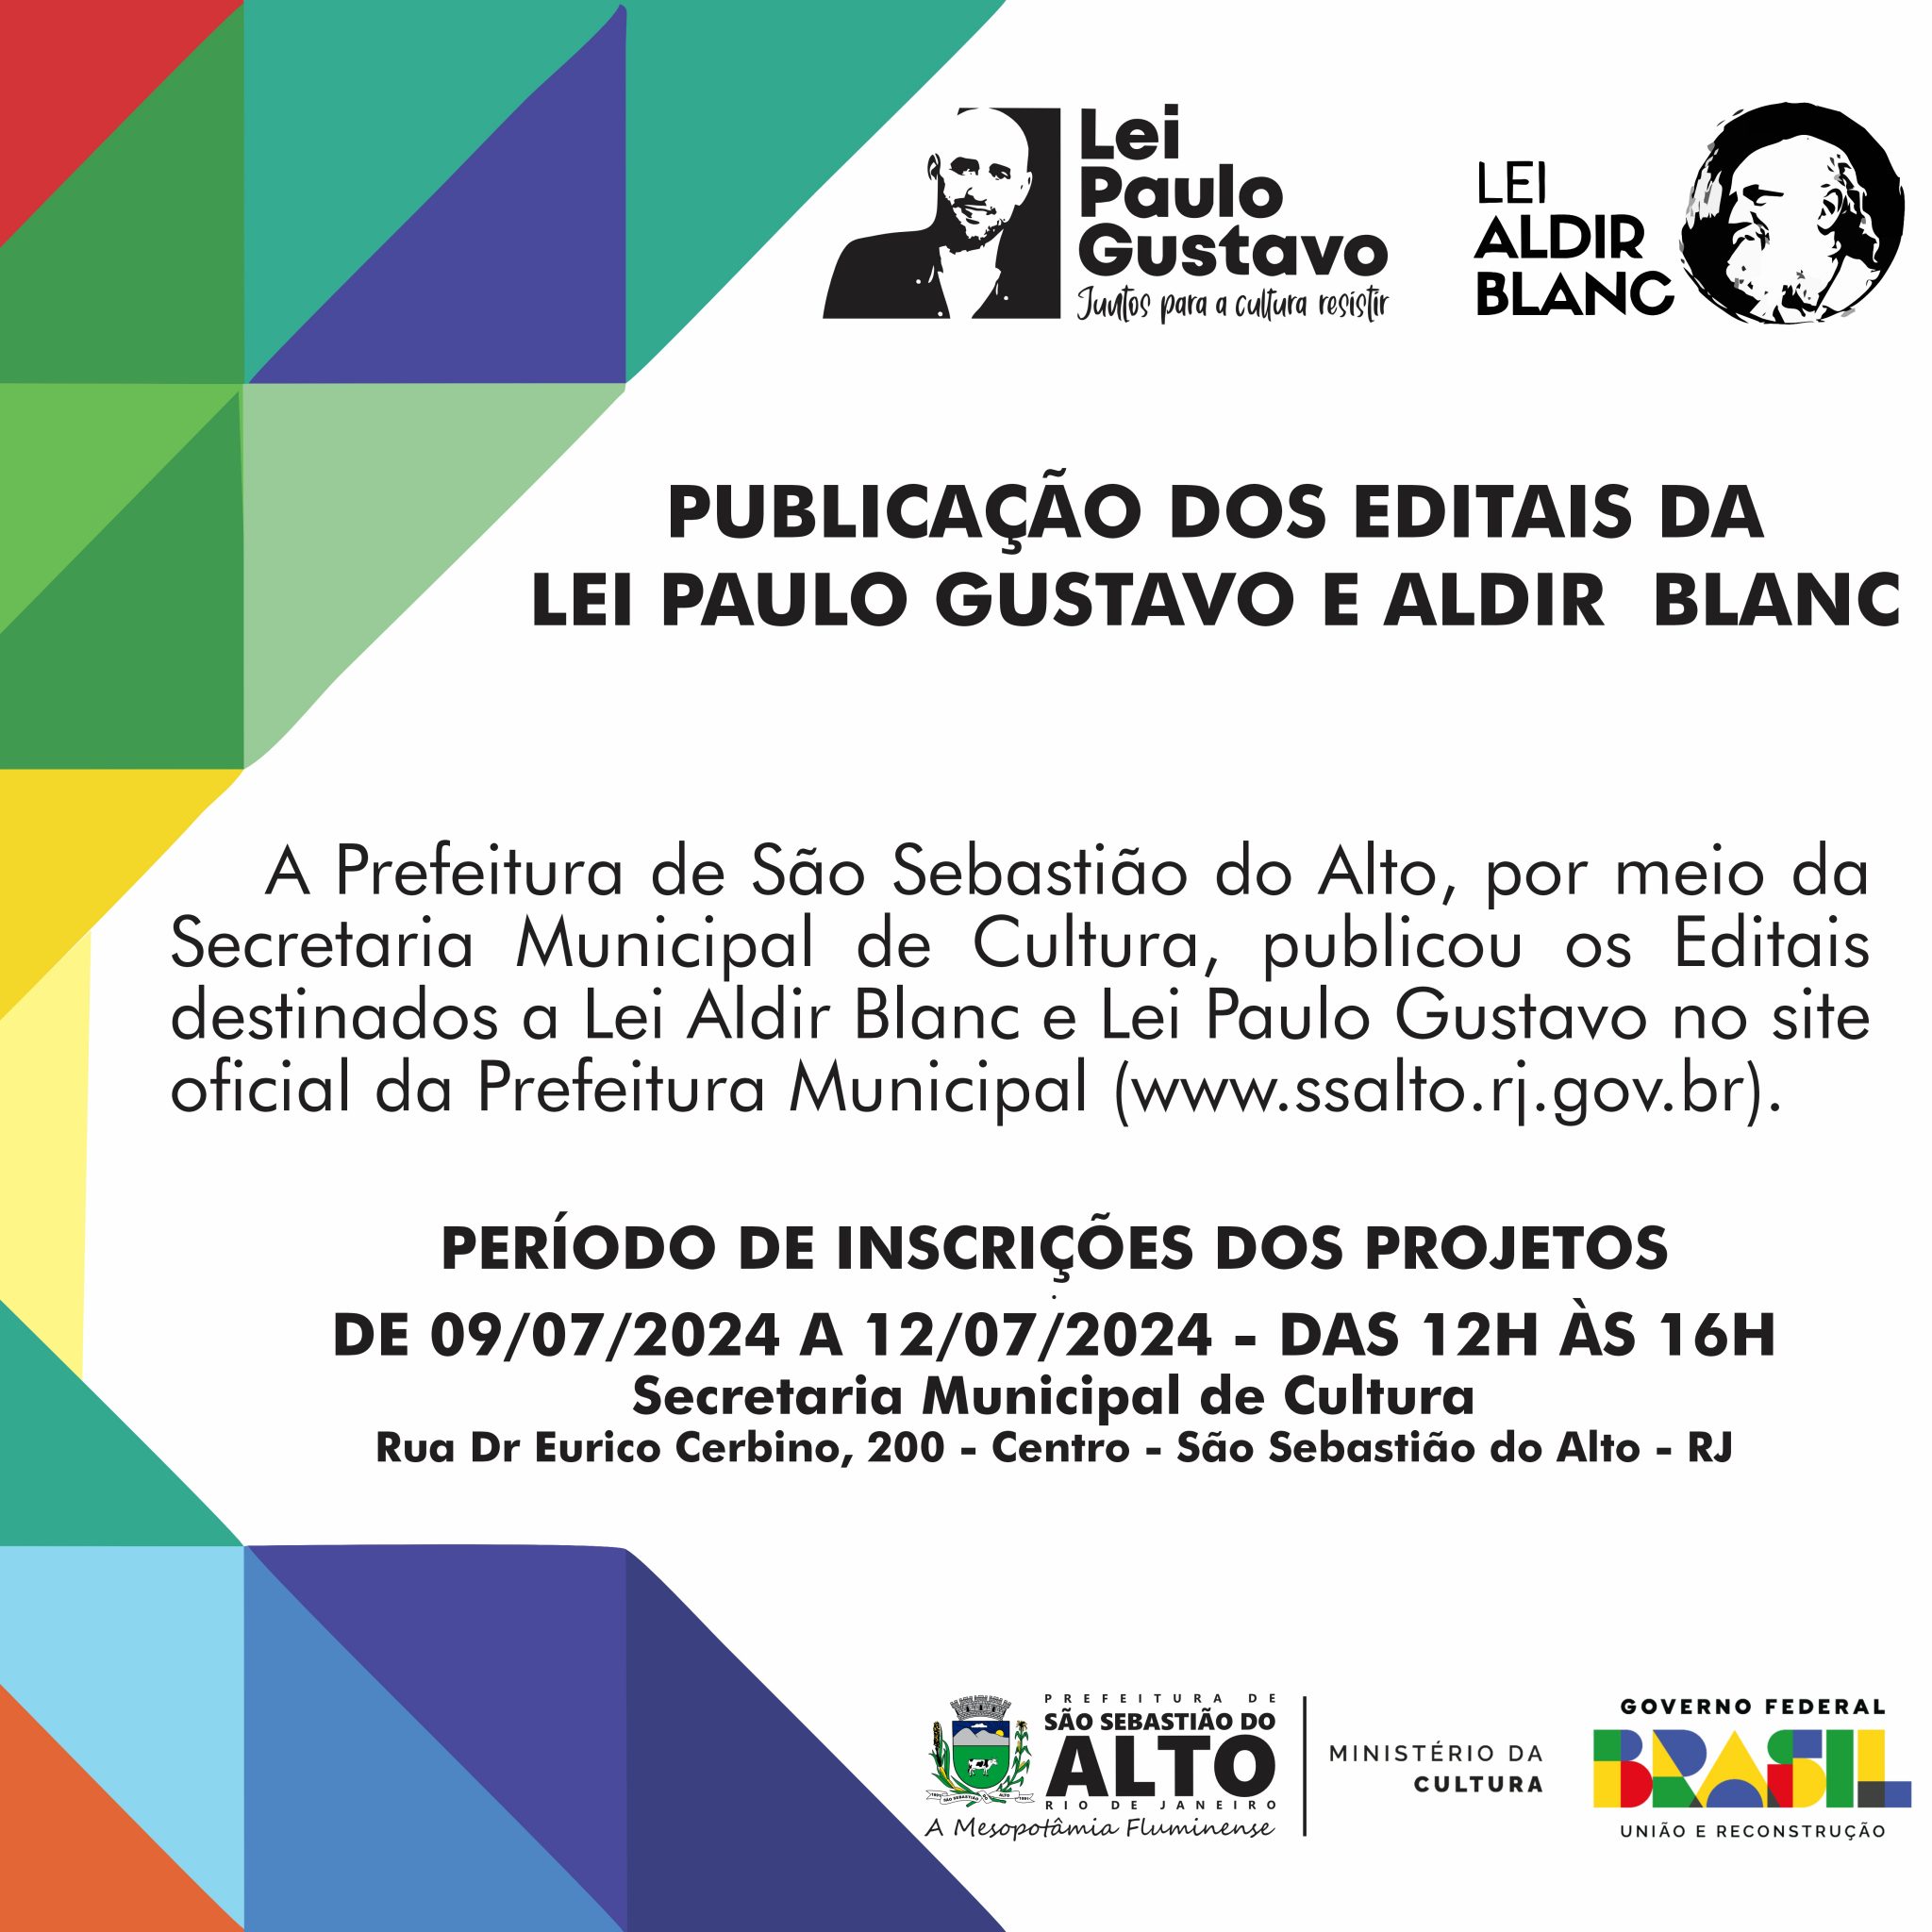 Lei
Paulo
Gustavo
Juntos para a cultura resistir
LEI
ALDIR
BLANC
PUBLICAÇÃO DOS EDITAIS DA
LEI PAULO GUSTAVO E ALDIR BLANC
A Prefeitura de São Sebastião do Alto, por meio da
Secretaria Municipal de Cultura, publicou os Editais
destinados a Lei Aldir Blanc e Lei Paulo Gustavo no site
oficial da Prefeitura Municipal (www.ssalto.rj.gov.br).
PERÍODO DE INSCRIÇÕES DOS PROJETOS
DE 09/07/2024 A 12/07/2024 - DAS 12H ÀS 16H
Secretaria Municipal de Cultura
Rua Dr Eurico Cerbino, 200 - Centro - São Sebastião do Alto - RJ
PREFEITURA DE
SÃO SEBASTIÃO DO
ALTO
RIO DE JANEIRO
A Mesopotâmia Fluminense
SÃO SEBASTIÃO DO ALTO
MINISTÉRIO DA
CULTURA
GOVERNO FEDERAL
BRASIL
UNIÃO E RECONSTRUÇÃO